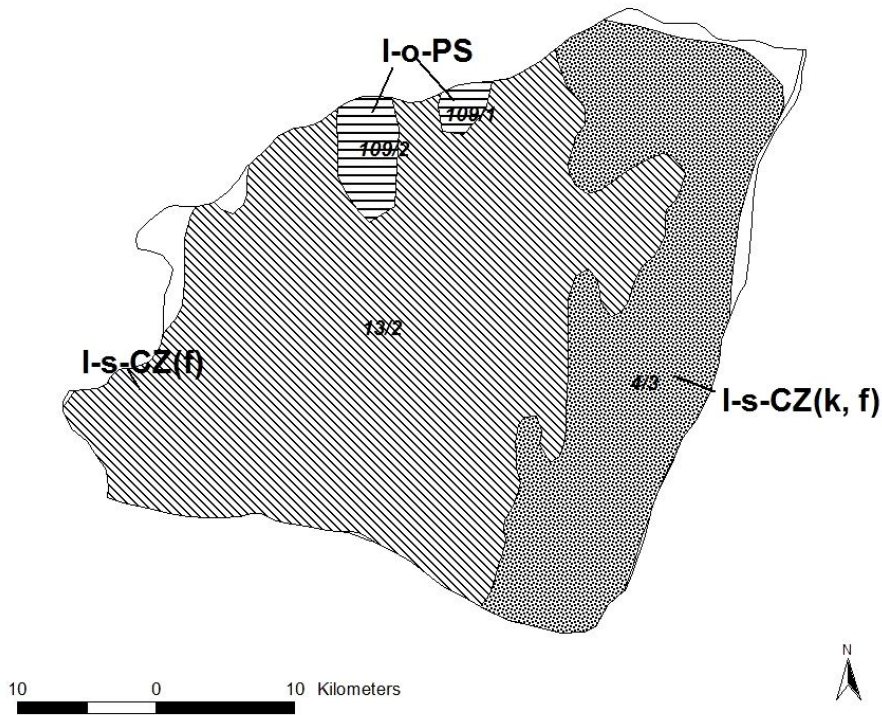 I-o-PS
109/1
109/2
13/2
I-s-CZ(f)
4/3
I-s-CZ(k, f)
N
10 0 10 Kilometers